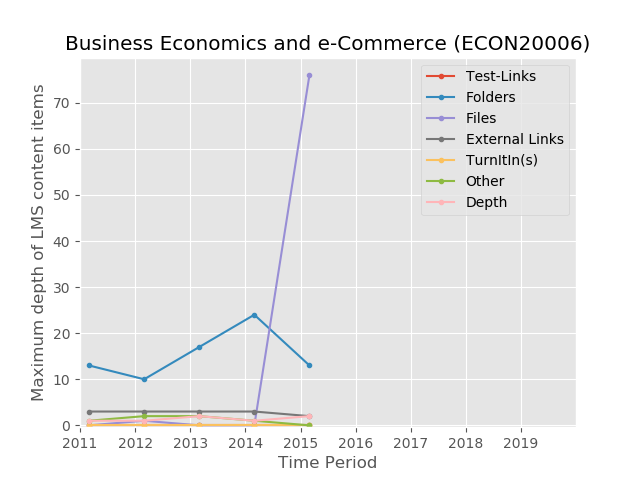 Business Economics and e-Commerce (ECON20006)
Test-Links
Folders
Files
External Links
TurnItIn(s)
Other
Depth
Maximum depth of LMS content items
70
60
50
40
30
20
10
0
2011 2012 2013 2014 2015 2016 2017 2018 2019
Time Period